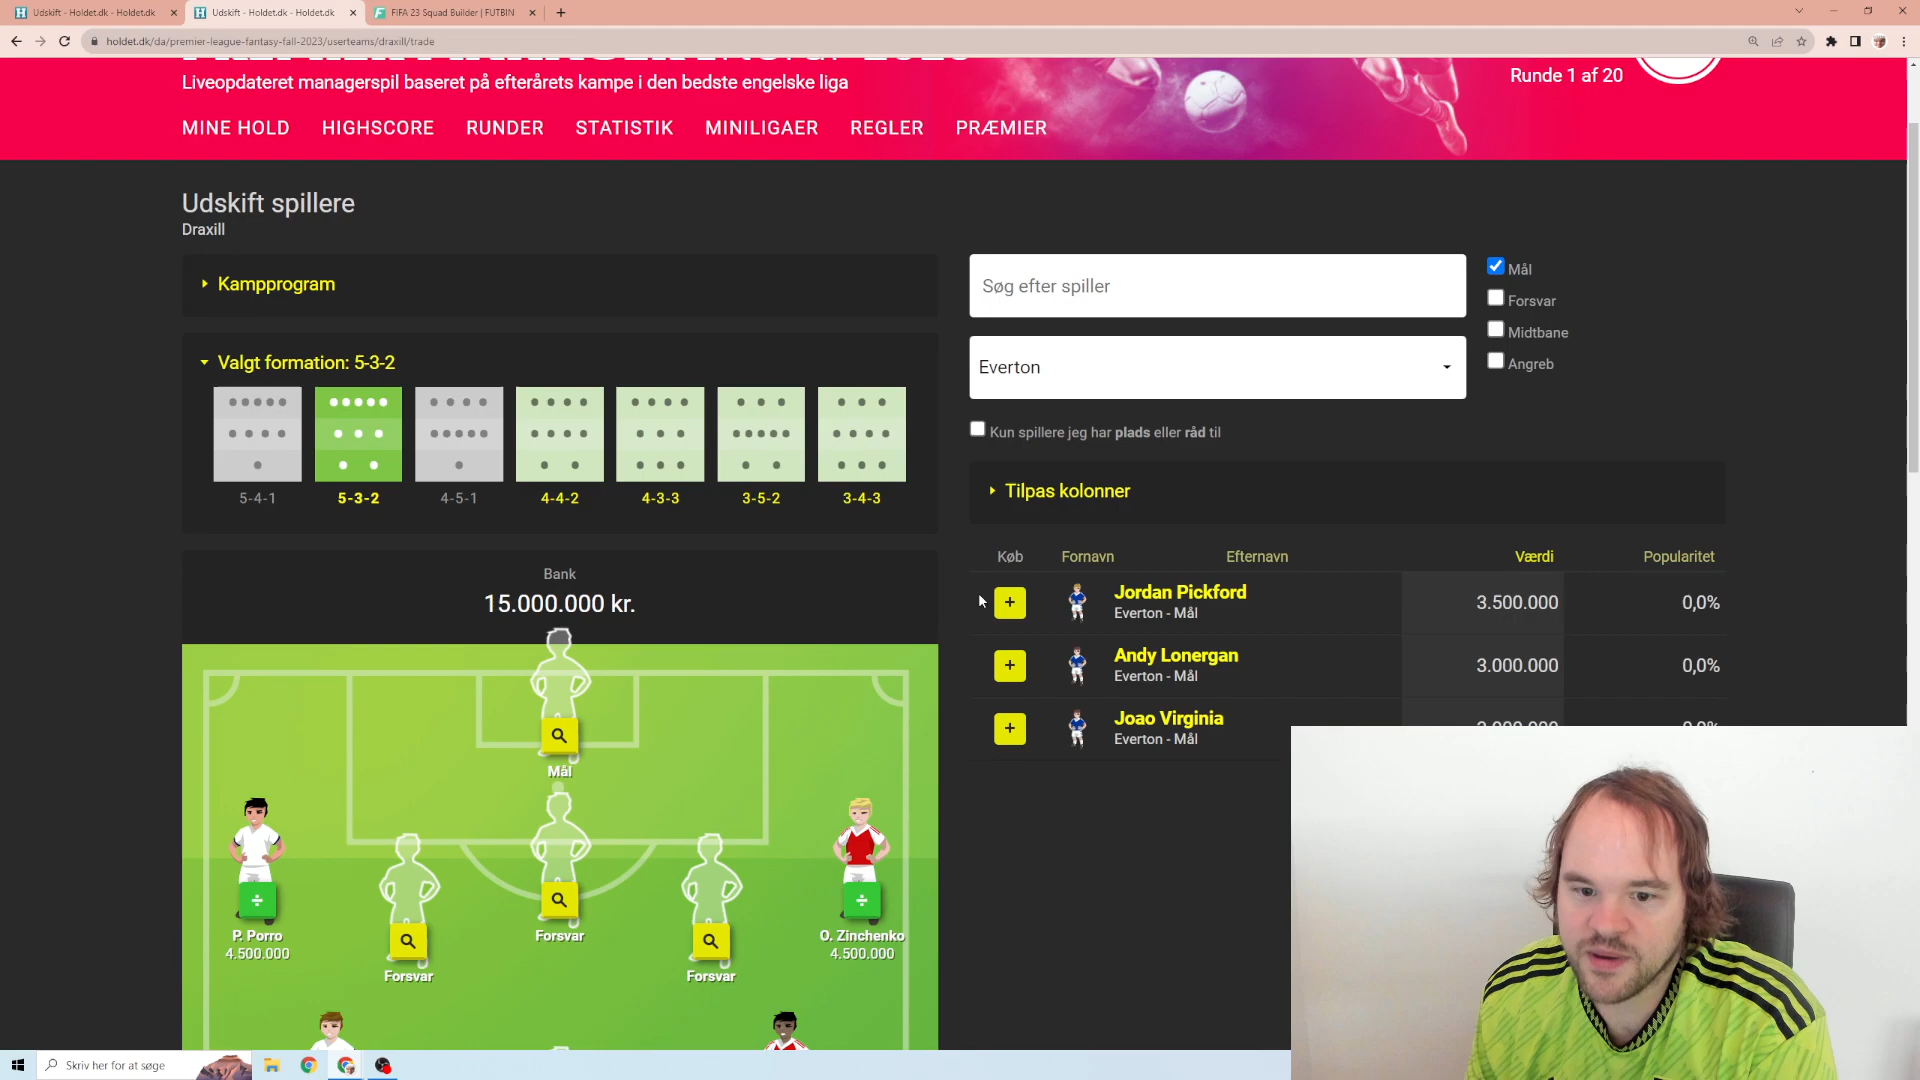 Udskift - Holdet.dk - Holdet.dk
Udskift - Holdet.dk - Holdet.dk
FIFA 23 Squad Builder | FUTBIN
holdet.dk/da/premier-league-fantasy-fall-2023/userteams/draxill/trade
Liveopdateret managerspil baseret på efterårets kampe i den bedste engelske liga
Runde 1 af 20
MINE HOLD HIGHSCORE RUNDER STATISTIK MINILIGAER REGLER PRÆMIER
Udskift spillere
Draxill
Kampprogram
Valgt formation: 5-3-2
5-4-1 5-3-2 4-5-1 4-4-2 4-3-3 3-5-2 3-4-3
Bank
15.000.000 kr.
Mål
P. Porro
4.500.000
Forsvar
Forsvar
Forsvar
O. Zinchenko
4.500.000
Søg efter spiller
Everton
Mål
Forsvar
Midtbane
Angreb
Kun spillere jeg har plads eller råd til
Tilpas kolonner
Køb Fornavn Efternavn Værdi Popularitet
+ Jordan Pickford 3.500.000 0,0%
Everton - Mål
+ Andy Lonergan 3.000.000 0,0%
Everton - Mål
+ Joao Virginia
Everton - Mål
Skriv her for at søge